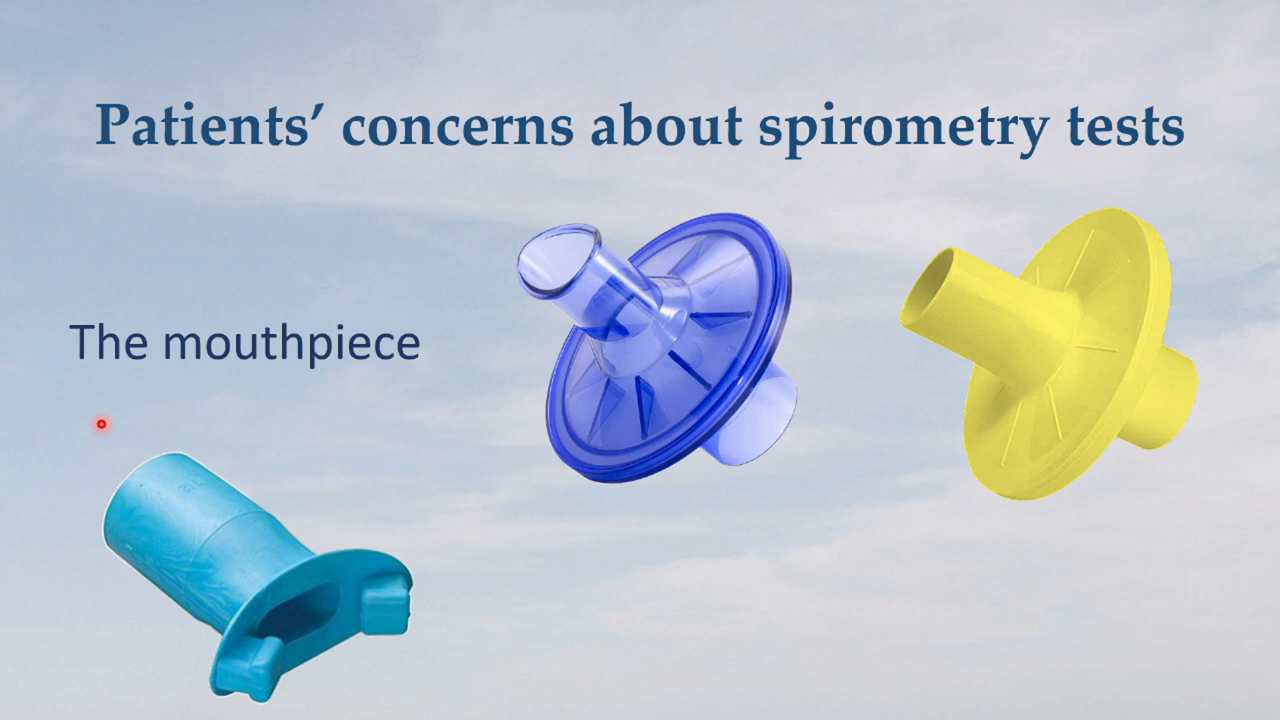 Patients’ concerns about spirometry tests
The mouthpiece